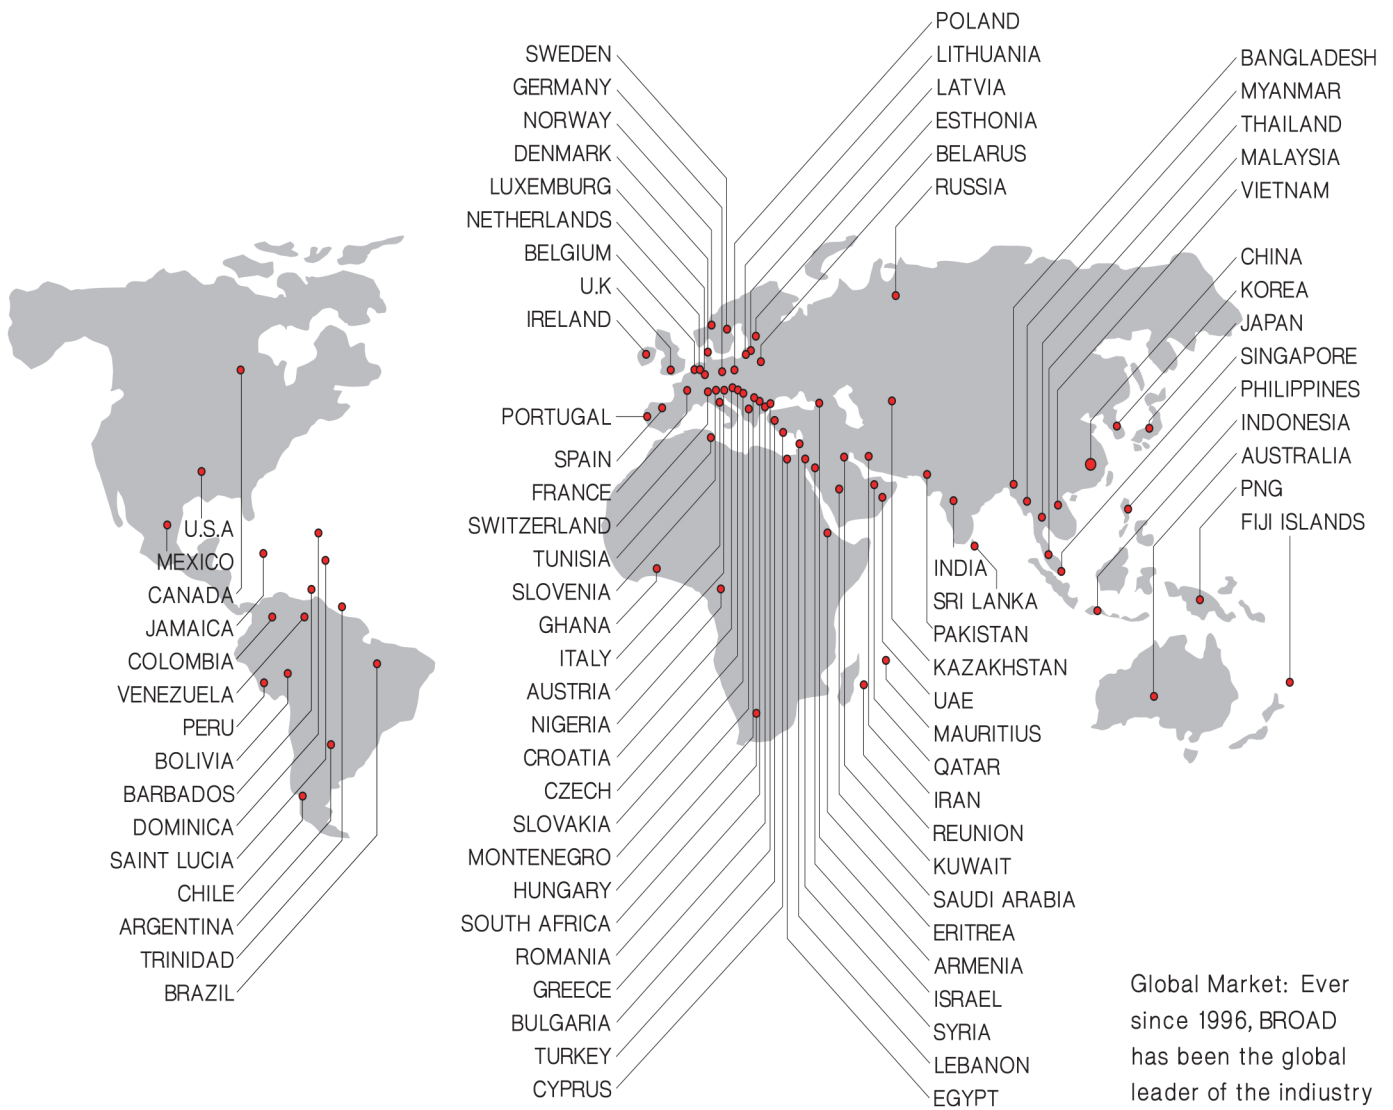 SWEDEN
GERMANY
NORWAY
DENMARK
LUXEMBURG
NETHERLANDS
BELGIUM
U.K
IRELAND
PORTUGAL
SPAIN
FRANCE
SWITZERLAND
TUNISIA
SLOVENIA
GHANA
ITALY
AUSTRIA
NIGERIA
CROATIA
CZECH
SLOVAKIA
MONTENEGRO
HUNGARY
SOUTH AFRICA
ROMANIA
GREECE
BULGARIA
TURKEY
CYPRUS
U.S.A
MEXICO
CANADA
JAMAICA
COLOMBIA
VENEZUELA
PERU
BOLIVIA
BARBADOS
DOMINICA
SAINT LUCIA
CHILE
ARGENTINA
TRINIDAD
BRAZIL
POLAND
LITHUANIA
LATVIA
ESTHONIA
BELARUS
RUSSIA
BANGLADESH
MYANMAR
THAILAND
MALAYSIA
VIETNAM
CHINA
KOREA
JAPAN
SINGAPORE
PHILIPPINES
INDONESIA
AUSTRALIA
PNG
FIJI ISLANDS
INDIA
SRI LANKA
PAKISTAN
KAZAKHSTAN
UAE
MAURITIUS
QATAR
IRAN
REUNION
KUWAIT
SAUDI ARABIA
ERITREA
ARMENIA
ISRAEL
SYRIA
LEBANON
EGYPT
Global Market: Ever
since 1996, BROAD
has been the global
leader of the indiustry